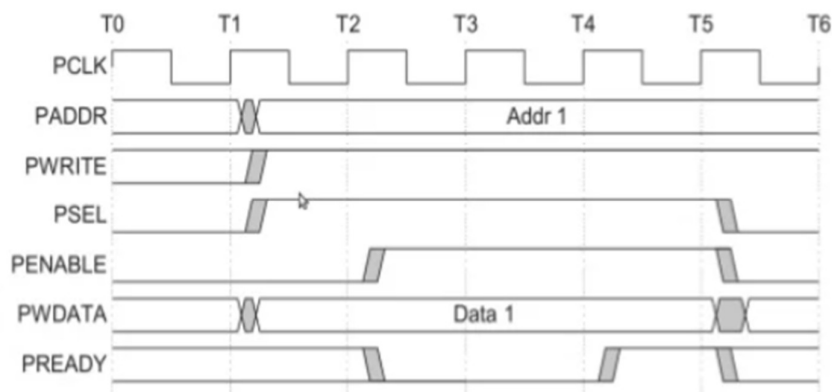 T0 T1 T2 T3 T4 T5 T6
PCLK
PADDR Addr 1
PWRITE
PSEL
PENABLE
PWDATA Data 1
PREADY